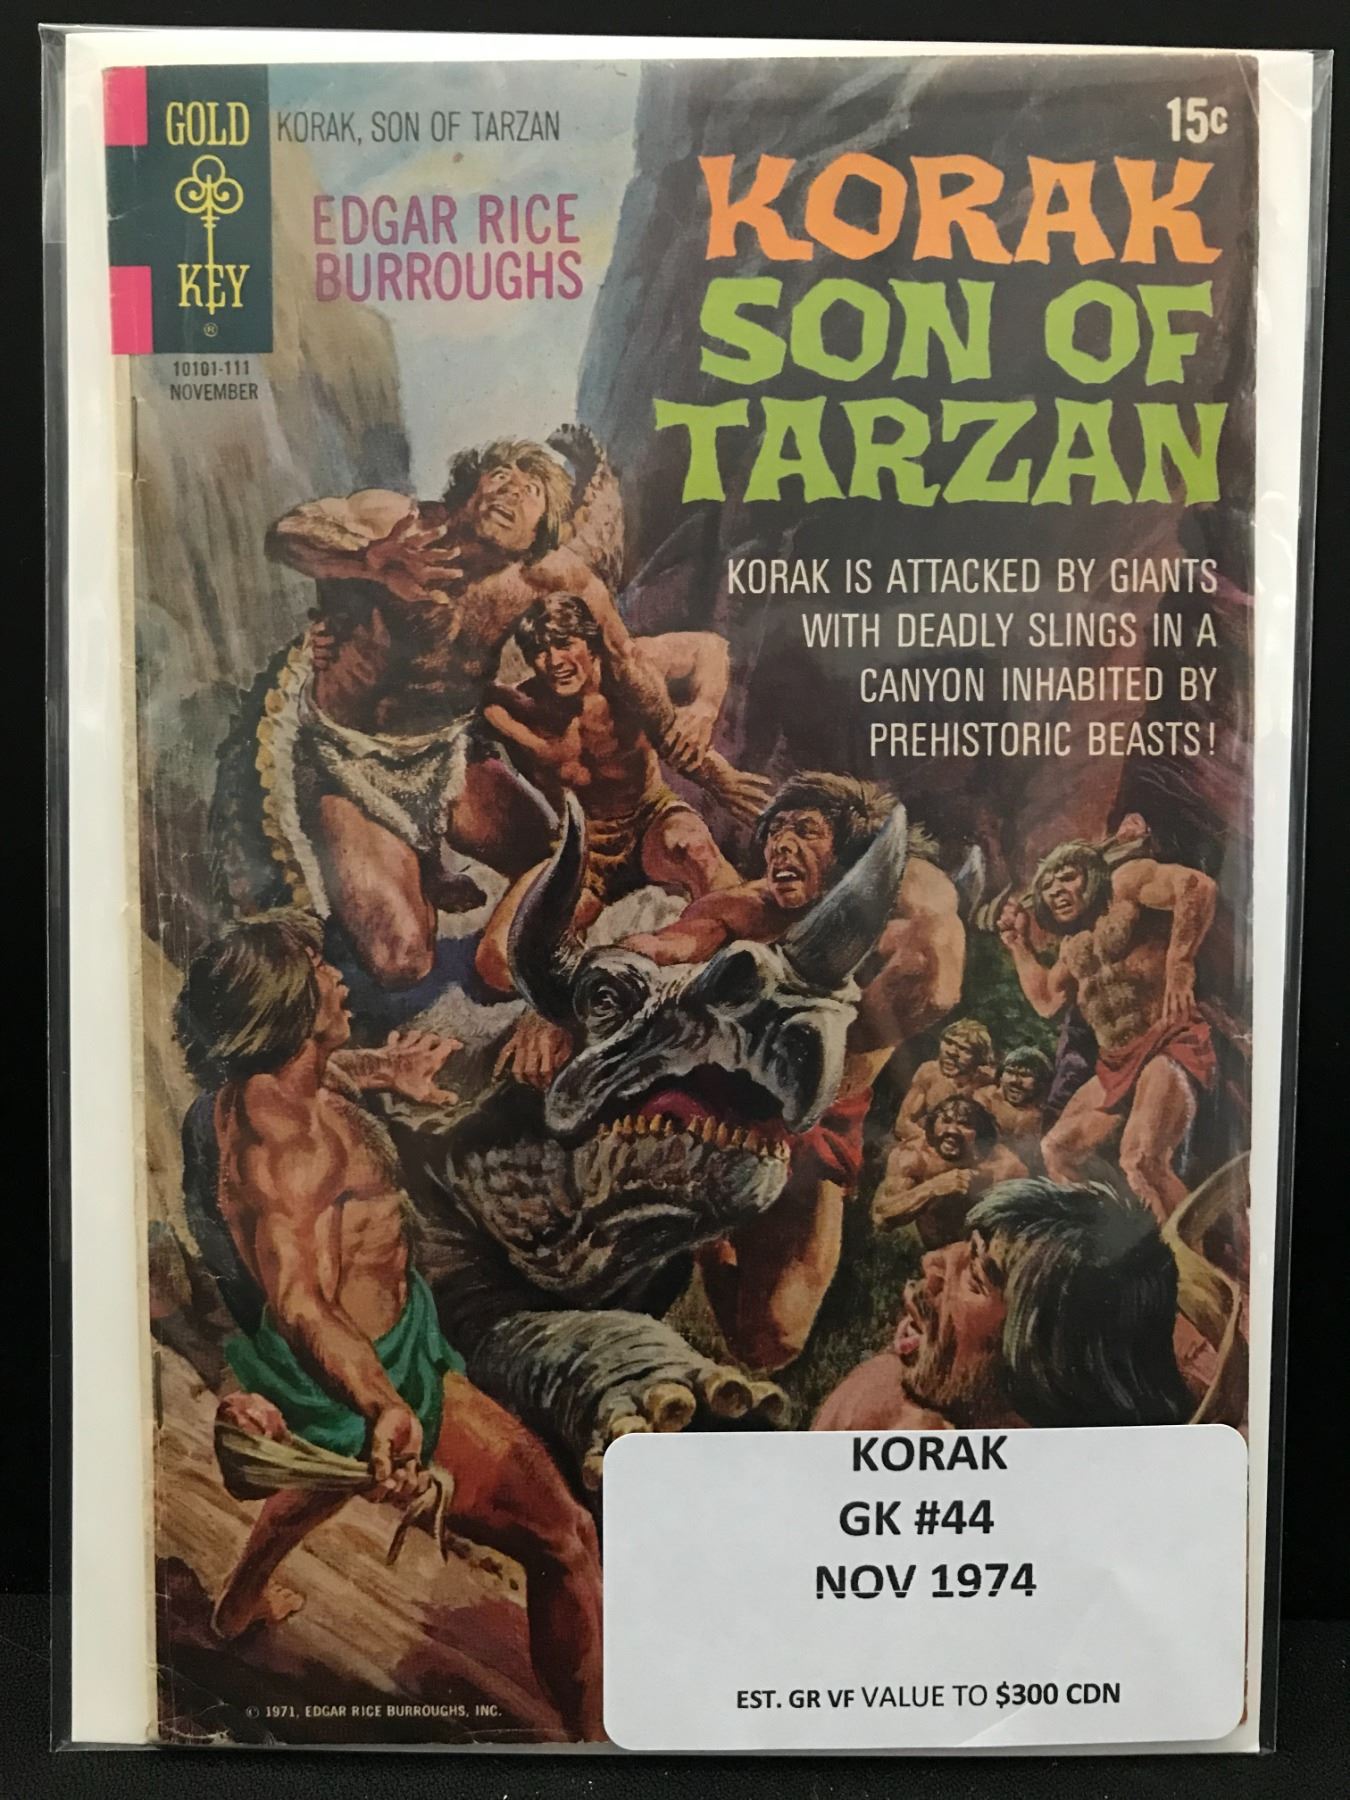 GOLD
KEY
®
10101-111
NOVEMBER
KORAK, SON OF TARZAN
EDGAR RICE
BURROUGHS
15c
KORAK
SON OF
TARZAN
KORAK IS ATTACKED BY GIANTS
WITH DEADLY SLINGS IN A
CANYON INHABITED BY
PREHISTORIC BEASTS!
© 1971, EDGAR RICE BURROUGHS, INC.
KORAK
GK #44
NOV 1974
EST. GR VF VALUE TO $300 CDN